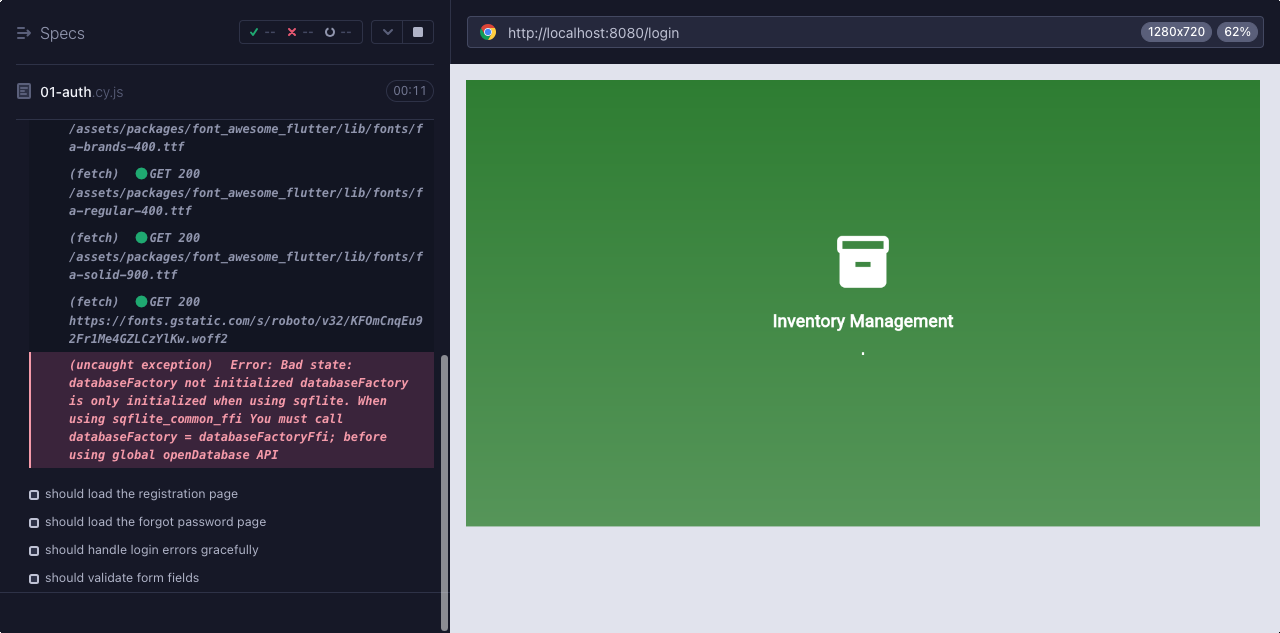 Specs
-- -- --
http://localhost:8080/login
1280x720
62%
01-auth.cy.js
00:11
/assets/packages/font_awesome_flutter/lib/fonts/f
a-brands-400.ttf
(fetch) GET 200
/assets/packages/font_awesome_flutter/lib/fonts/f
a-regular-400.ttf
(fetch) GET 200
/assets/packages/font_awesome_flutter/lib/fonts/f
a-solid-900.ttf
(fetch) GET 200
https://fonts.gstatic.com/s/roboto/v32/KFOmCnqEu9
2Fr1Me4GZLCzYlKw.woff2
(uncaught exception) Error: Bad state:
databaseFactory not initialized databaseFactory
is only initialized when using sqflite. When
using sqflite_common_ffi You must call
databaseFactory = databaseFactoryFfi; before
using global openDatabase API
should load the registration page
should load the forgot password page
should handle login errors gracefully
should validate form fields
Inventory Management